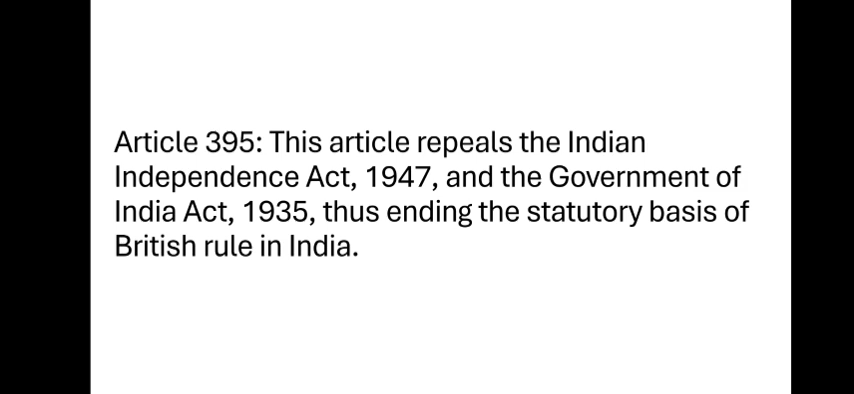 Article 395: This article repeals the Indian
Independence Act, 1947, and the Government of
India Act, 1935, thus ending the statutory basis of
British rule in India.